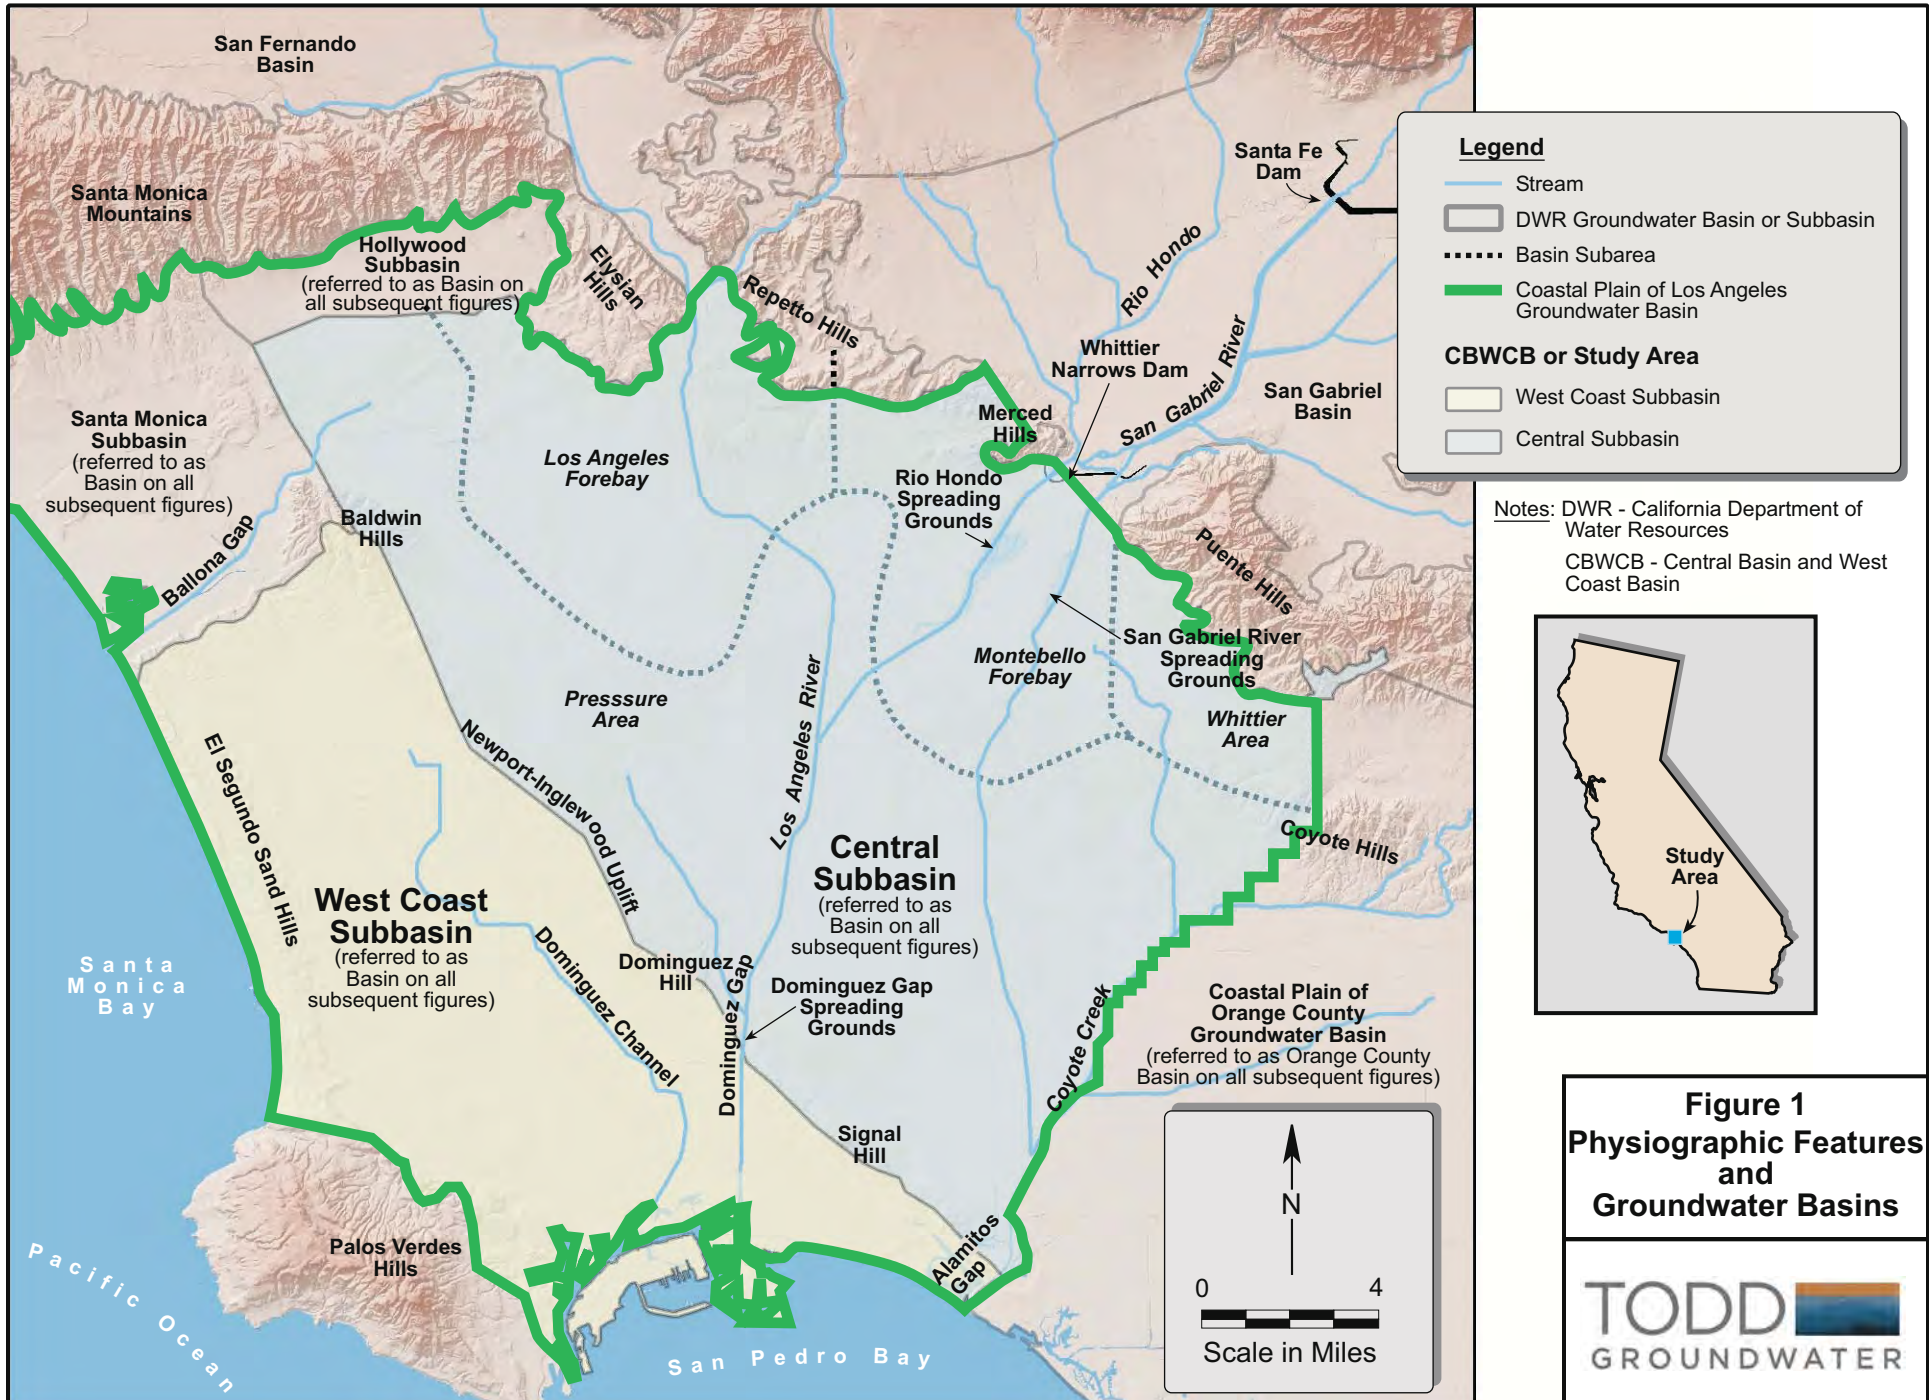 San Fernando
Basin
Santa Monica
Mountains
Hollywood
Subbasin
(referred to as Basin on
all subsequent figures)
Elysian
Hills
Repetto Hills
Santa Fe
Dam
Rio Hondo
Whittier
Narrows Dam
San Gabriel River
San Gabriel
Basin
Merced
Hills
Santa Monica
Subbasin
(referred to as
Basin on all
subsequent figures)
Los Angeles
Forebay
Rio Hondo
Spreading
Grounds
Baldwin
Hills
Ballona Gap
Puente Hills
San Gabriel River
Spreading
Grounds
Montebello
Forebay
Presssure
Area
Whittier
Area
Los Angeles River
Newport-Inglewood Uplift
El Segundo Sand Hills
Central
Subbasin
(referred to as
Basin on all
subsequent figures)
Coyote Hills
West Coast
Subbasin
(referred to as
Basin on all
subsequent figures)
Santa
Monica
Bay
Dominguez Channel
Dominguez
Hill
Dominguez Gap
Dominguez Gap
Spreading
Grounds
Coyote Creek
Coastal Plain of
Orange County
Groundwater Basin
(referred to as Orange County
Basin on all subsequent figures)
Signal
Hill
Palos Verdes
Hills
Alamitos
Gap
Pacific Ocean
San Pedro Bay
N
0 4
Scale in Miles
Legend
Stream
DWR Groundwater Basin or Subbasin
Basin Subarea
Coastal Plain of Los Angeles
Groundwater Basin
CBWCB or Study Area
West Coast Subbasin
Central Subbasin
Notes: DWR - California Department of
Water Resources
CBWCB - Central Basin and West
Coast Basin
Study
Area
Figure 1
Physiographic Features
and
Groundwater Basins
TODD
GROUNDWATER